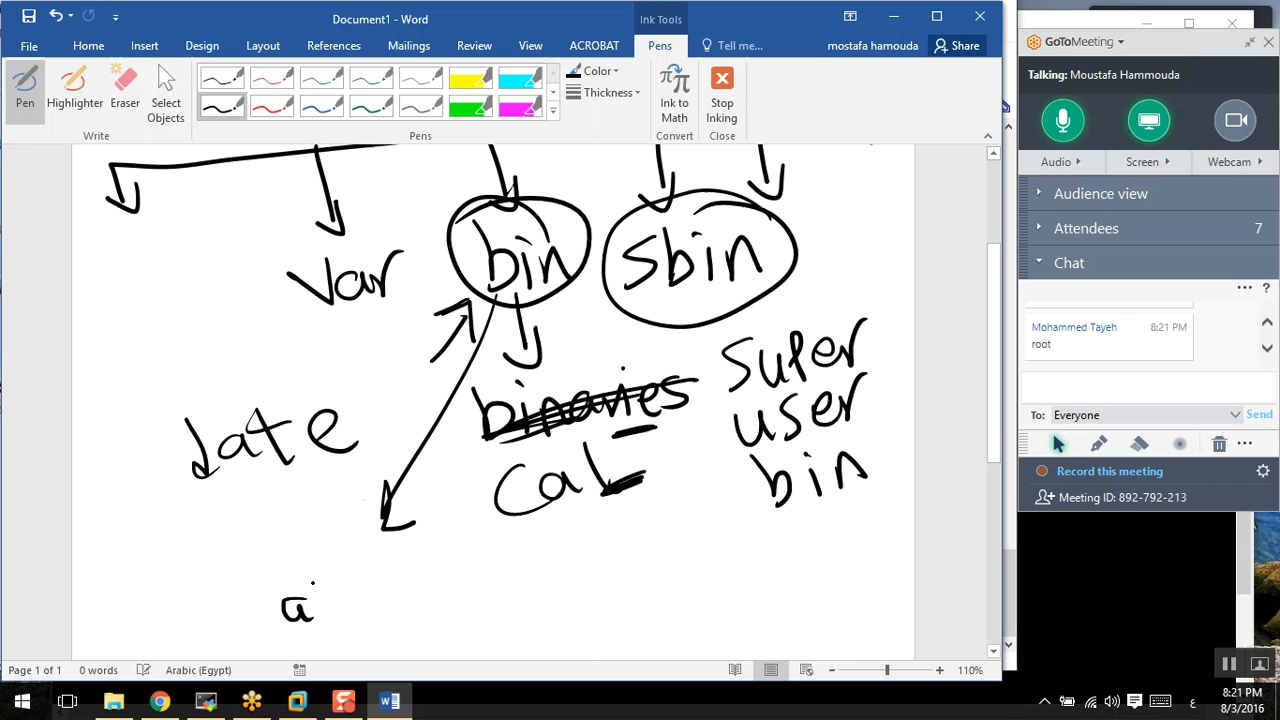 Document1 - Word
Ink Tools
File
Home
Insert
Design
Layout
References
Mailings
Review
View
ACROBAT
Pens
Tell me...
mostafa hamouda
Share
Pen
Highlighter
Eraser
Select Objects
Write
Pens
Color
Thickness
Ink to Math
Convert
Stop Inking
Close
Var
bin
sbin
binaries
Cal
date
super
user
bin
Page 1 of 1
0 words
Arabic (Egypt)
110%
GoToMeeting
Talking: Moustafa Hammouda
Audio
Screen
Webcam
Audience view
Attendees
7
Chat
Mohammed Tayeh
8:21 PM
root
To:
Everyone
Send
Record this meeting
Meeting ID: 892-792-213
ع
8:21 PM
8/3/2016